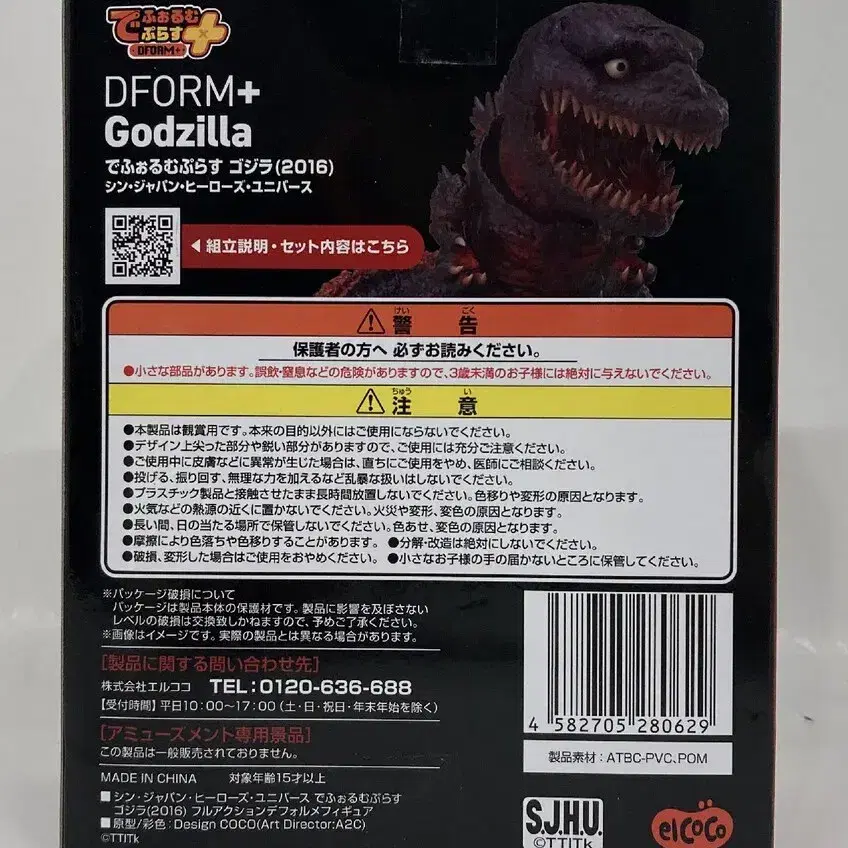 でふぉるむ
ぷらす×+
DFORM+
DFORM+
Godzilla
でふぉるむぷらす ゴジラ(2016)
シン・ジャパン・ヒーローズ・ユニバース
◀組立説明・セット内容はこちら
⚠警告
けい こく
保護者の方へ 必ずお読みください。
●小さな部品があります。誤飲・窒息などの危険がありますので、3歳未満のお子様には絶対に与えないでください。
⚠注意
ちゅう い
●本製品は観賞用です。本来の目的以外にはご使用にならないでください。
●デザイン上尖った部分や鋭い部分がありますので、ご使用には充分ご注意ください。
●ご使用中に皮膚などに異常が生じた場合は、直ちにご使用をやめ、医師にご相談ください。
●投げる、振り回す、無理な力を加えるなど乱暴な扱いはしないでください。
●プラスチック製品と接触させたまま長時間放置しないでください。色移りや変形の原因となります。
●火気などの熱源の近くに置かないでください。火災や変形、変色の原因となります。
●長い間、日の当たる場所で保管しないでください。色あせ、変色の原因となります。
●摩擦により色落ちや色移りすることがあります。 ●分解・改造は絶対にしないでください。
●破損、変形した場合はご使用をおやめください。 ●小さなお子様の手の届かないところに保管してください。
※パッケージ破損について
パッケージは製品本体の保護材です。製品に影響を及ぼさない
レベルの破損は交換致しかねますので、予めご了承ください。
※画像はイメージです。実際の製品とは異なる場合があります。
[製品に関する問い合わせ先]
株式会社エルココ TEL:0120-636-688
【受付時間】平日10:00~17:00(土・日・祝日・年末年始を除く)
[アミューズメント専用景品]
この製品は一般販売されておりません。
MADE IN CHINA 対象年齢15才以上
■シン・ジャパン・ヒーローズ・ユニバース でふぉるむぷらす
ゴジラ(2016) フルアクションデフォルメフィギュア
■原型/彩色:Design COCO(Art Director:A2C)
©TTITk
4 582705 280629
製品素材:ATBC-PVC、POM
S.J.H.U.
©TTITk
elCOCO